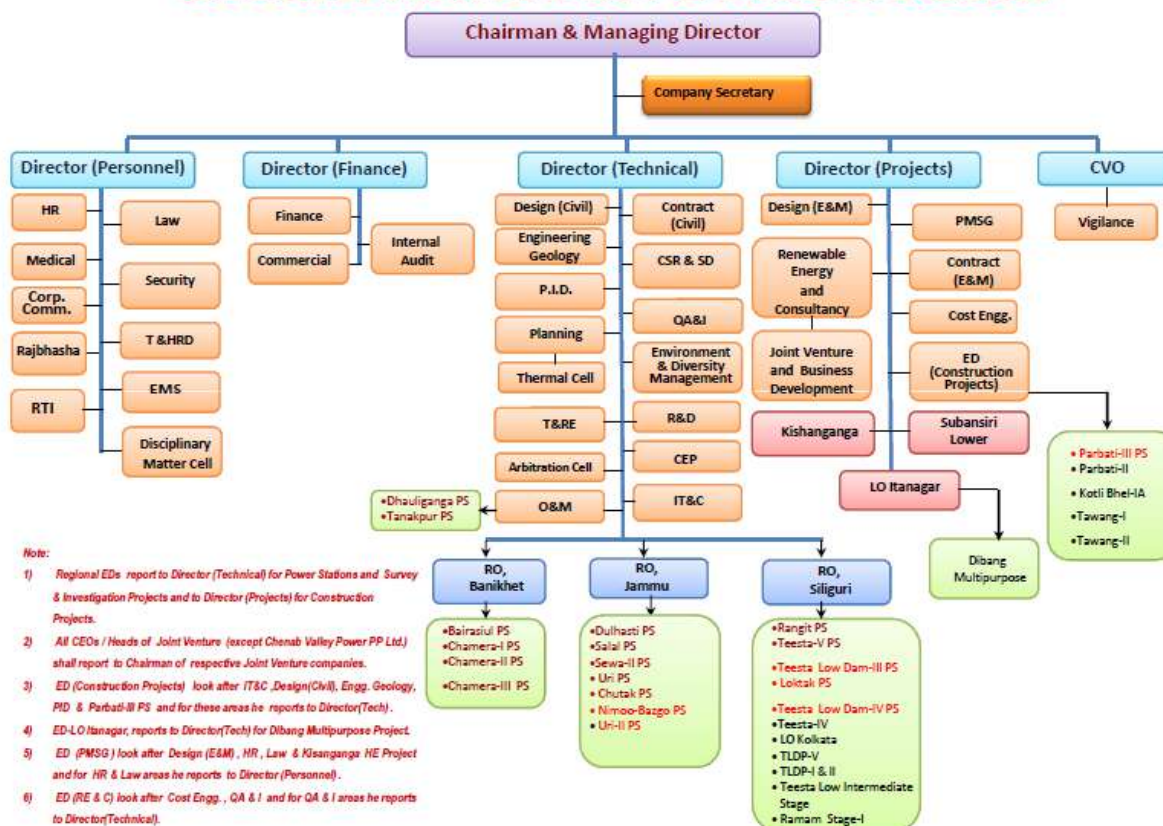 Chairman & Managing Director
Company Secretary
Director (Personnel)
HR
Law
Medical
Security
Corp.
Comm.
T &HRD
Rajbhasha
EMS
RTI
Disciplinary
Matter Cell
Director (Finance)
Finance
Internal
Audit
Commercial
Director (Technical)
Design (Civil)
Contract
(Civil)
Engineering
Geology
CSR & SD
P.I.D.
QA&I
Planning
Environment
& Diversity
Management
Thermal Cell
T&RE
R&D
Arbitration Cell
CEP
O&M
IT&C
•Dhauliganga PS
•Tanakpur PS
Director (Projects)
Design (E&M)
PMSG
Renewable
Energy
and
Consultancy
Contract
(E&M)
Cost Engg.
Joint Venture
and Business
Development
ED
(Construction
Projects)
Kishanganga
Subansiri
Lower
LO Itanagar
• Parbati-III PS
• Parbati-II
• Kotli Bhel-IA
•Tawang-I
•Tawang-II
Dibang
Multipurpose
CVO
Vigilance
RO,
Banikhet
•Bairasiul PS
•Chamera-I PS
•Chamera-II PS
•Chamera-III PS
RO,
Jammu
•Dulhasti PS
•Salal PS
•Sewa-II PS
• Uri PS
• Chutak PS
• Nimoo-Bazgo PS
• Uri-II PS
RO,
Siliguri
•Rangit PS
•Teesta-V PS
•Teesta Low Dam-III PS
• Loktak PS
•Teesta Low Dam-IV PS
• Teesta-IV
• LO Kolkata
• TLDP-V
• TLDP-I & II
• Teesta Low Intermediate
Stage
• Ramam Stage-I
Note:
1) Regional EDs report to Director (Technical) for Power Stations and Survey
& Investigation Projects and to Director (Projects) for Construction
Projects.
2) All CEOs / Heads of Joint Venture (except Chenab Valley Power PP Ltd.)
shall report to Chairman of respective Joint Venture companies.
3) ED (Construction Projects) look after IT&C ,Design(Civil), Engg. Geology,
PID & Parbati-III PS and for these areas he reports to Director(Tech) .
4) ED-LO Itanagar, reports to Director(Tech) for Dibang Multipurpose Project.
5) ED (PMSG ) look after Design (E&M) , HR , Law & Kisanganga HE Project
and for HR & Law areas he reports to Director (Personnel) .
6) ED (RE & C) look after Cost Engg. , QA & I and for QA & I areas he reports
to Director(Technical).